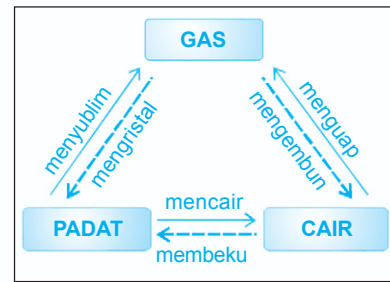 GAS
menyublim
mengristal
mengembun
menguap
mencair
PADAT
CAIR
membeku